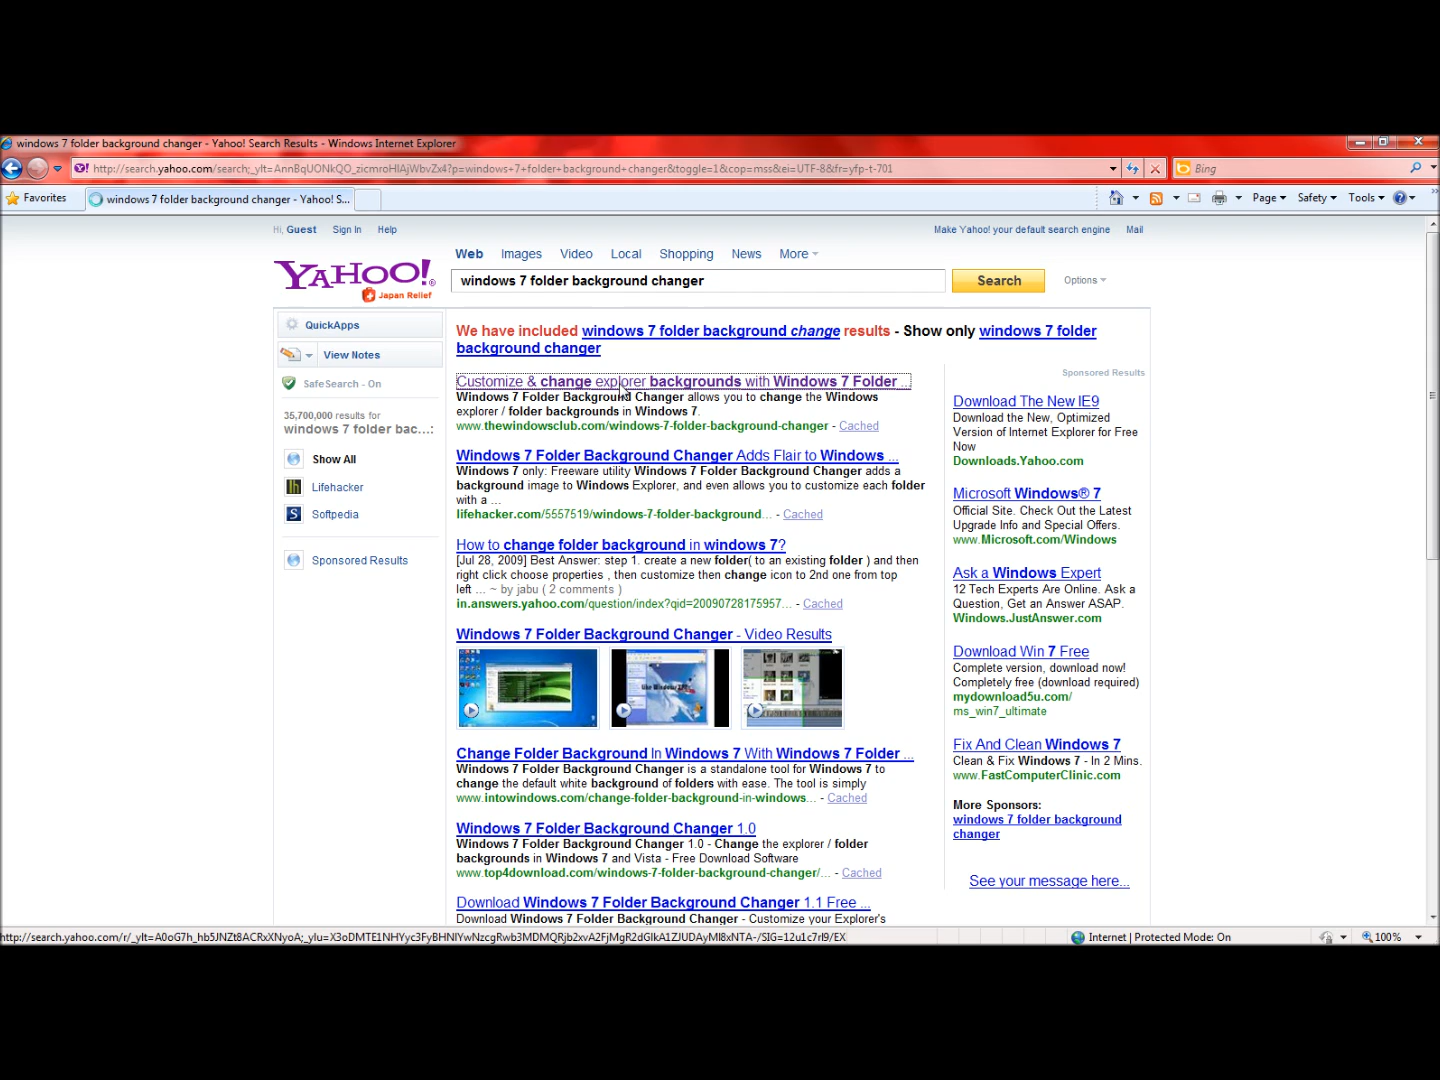 windows 7 folder background changer - Yahoo! Search Results - Windows Internet Explorer
Bing
Favorites
windows 7 folder background changer - Yahoo! S...
Page
Safety
Tools
Hi, Guest
Sign In
Help
Make Yahoo! your default search engine
Mail
Web
Images
Video
Local
Shopping
News
More
YAHOO!
Japan Relief
windows 7 folder background changer
Search
Options
QuickApps
View Notes
SafeSearch - On
35,700,000 results for
windows 7 folder bac...:
Show All
Lifehacker
Softpedia
Sponsored Results
We have included windows 7 folder background change results - Show only windows 7 folder
background changer
Customize & change explorer backgrounds with Windows 7 Folder ...
Windows 7 Folder Background Changer allows you to change the Windows
explorer / folder backgrounds in Windows 7.
www.thewindowsclub.com/windows-7-folder-background-changer - Cached
Windows 7 Folder Background Changer Adds Flair to Windows ...
Windows 7 only: Freeware utility Windows 7 Folder Background Changer adds a
background image to Windows Explorer, and even allows you to customize each folder
with a ...
lifehacker.com/5557519/windows-7-folder-background... - Cached
How to change folder background in windows 7?
[Jul 28, 2009] Best Answer: step 1. create a new folder( to an existing folder ) and then
right click choose properties , then customize then change icon to 2nd one from top
left ... ~ by jabu ( 2 comments )
in.answers.yahoo.com/question/index?qid=20090728175957... - Cached
Windows 7 Folder Background Changer - Video Results
Change Folder Background In Windows 7 With Windows 7 Folder ...
Windows 7 Folder Background Changer is a standalone tool for Windows 7 to
change the default white background of folders with ease. The tool is simply
www.intowindows.com/change-folder-background-in-windows... - Cached
Windows 7 Folder Background Changer 1.0
Windows 7 Folder Background Changer 1.0 - Change the explorer / folder
backgrounds in Windows 7 and Vista - Free Download Software
www.top4download.com/windows-7-folder-background-changer/... - Cached
Download Windows 7 Folder Background Changer 1.1 Free ...
Download Windows 7 Folder Background Changer - Customize your Explorer's
Sponsored Results
Download The New IE9
Download the New, Optimized
Version of Internet Explorer for Free
Now
Downloads.Yahoo.com
Microsoft Windows® 7
Official Site. Check Out the Latest
Upgrade Info and Special Offers.
www.Microsoft.com/Windows
Ask a Windows Expert
12 Tech Experts Are Online. Ask a
Question, Get an Answer ASAP.
Windows.JustAnswer.com
Download Win 7 Free
Complete version, download now!
Completely free (download required)
mydownload5u.com/
ms_win7_ultimate
Fix And Clean Windows 7
Clean & Fix Windows 7 - In 2 Mins.
www.FastComputerClinic.com
More Sponsors:
windows 7 folder background
changer
See your message here...
Internet | Protected Mode: On
100%